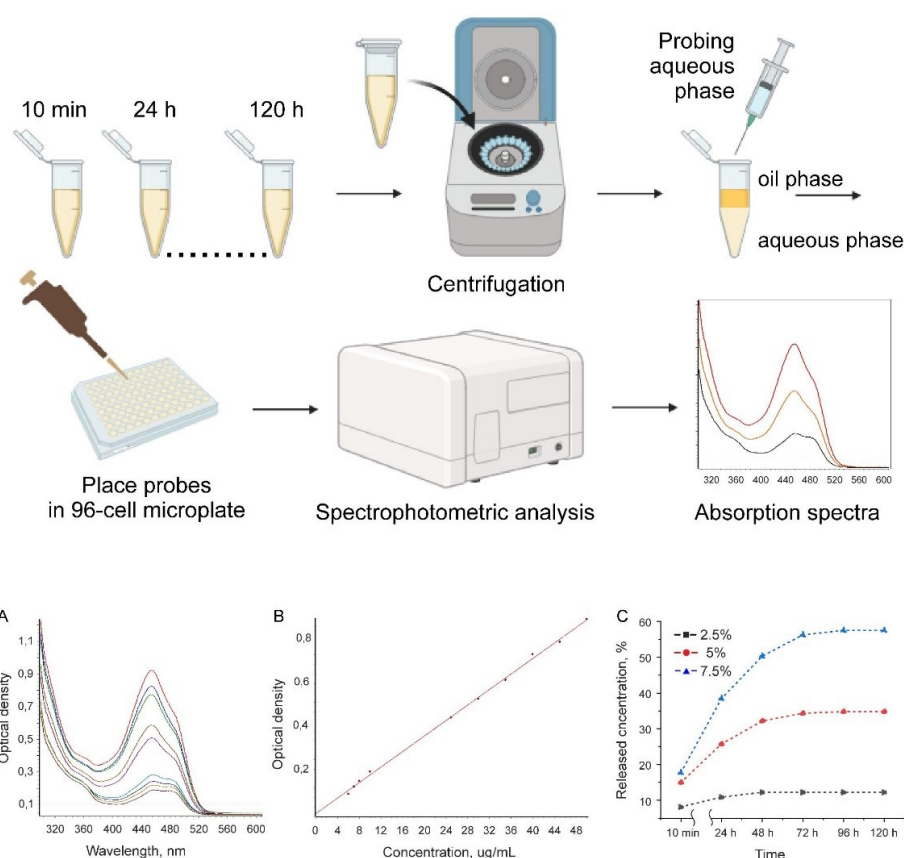 10 min 24 h 120 h
Probing
aqueous
phase
oil phase
aqueous phase
Centrifugation
Place probes
in 96-cell microplate
Spectrophotometric analysis
320 360 400 440 480 520 560 600
Absorption spectra
A
Optical density
1,1
0,9
0,7
0,5
0,3
0,1
320 360 400 440 480 520 560 600
Wavelength, nm
B
Optical density
0,8
0,6
0,4
0,2
0 4 8 12 16 20 24 28 32 36 40 44 48
Concentration, ug/mL
C
Released cncentration, %
60
50
40
30
20
10
2.5%
5%
7.5%
10 min 24 h 48 h 72 h 96 h 120 h
Time